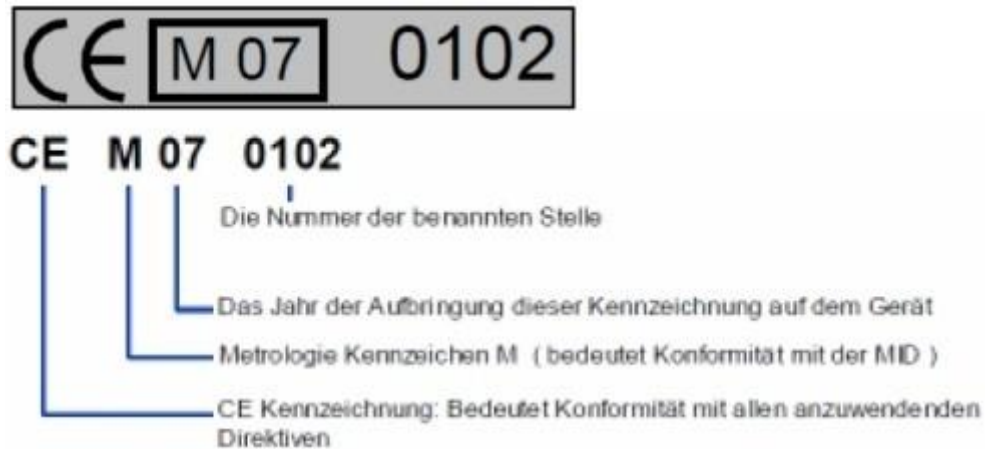 CE M 07 0102
CE M 07 0102
Die Nummer der benannten Stelle
Das Jahr der Aufbringung dieser Kennzeichnung auf dem Gerät
Metrologie Kennzeichen M ( bedeutet Konformität mit der MID )
CE Kennzeichnung: Bedeutet Konformität mit allen anzuwendenden
Direktiven